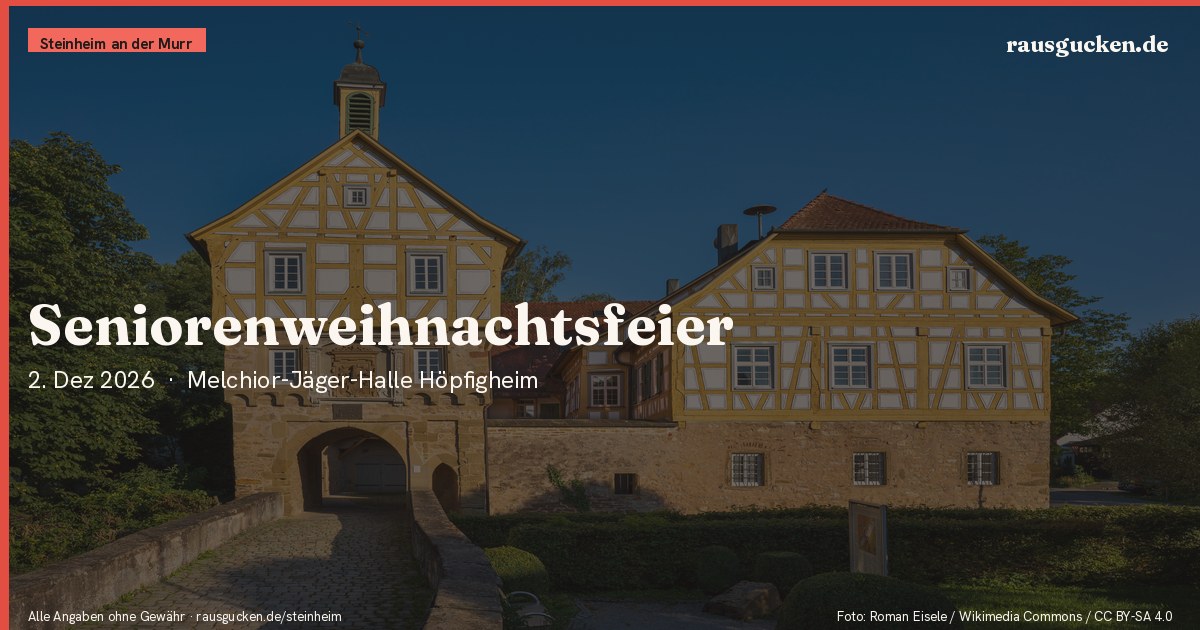 Steinheim an der Murr
rausgucken.de
Seniorenweihnachtsfeier
2. Dez 2026 · Melchior-Jäger-Halle Höpfigheim
Alle Angaben ohne Gewähr · rausgucken.de/steinheim
Foto: Roman Eisele / Wikimedia Commons / CC BY-SA 4.0